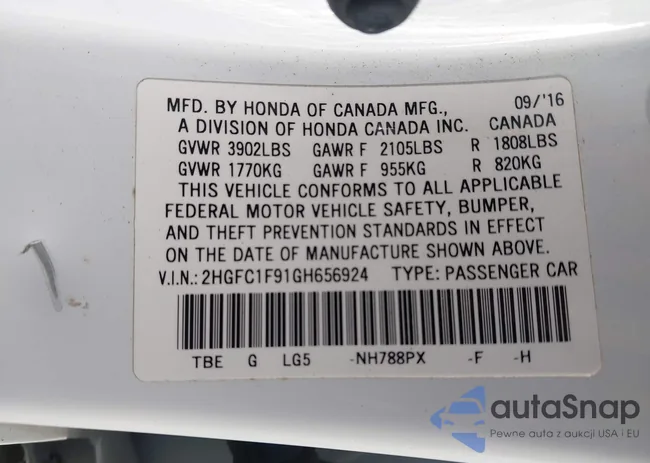 MFD. BY HONDA OF CANADA MFG., 09/'16
A DIVISION OF HONDA CANADA INC. CANADA
GVWR 3902LBS GAWR F 2105LBS R 1808LBS
GVWR 1770KG GAWR F 955KG R 820KG
THIS VEHICLE CONFORMS TO ALL APPLICABLE
FEDERAL MOTOR VEHICLE SAFETY, BUMPER,
AND THEFT PREVENTION STANDARDS IN EFFECT
ON THE DATE OF MANUFACTURE SHOWN ABOVE.
V.I.N.: 2HGFC1F91GH656924 TYPE: PASSENGER CAR
TBE G LG5 -NH788PX -F -H
autaSnap
Pewne auta z aukcji USA i EU